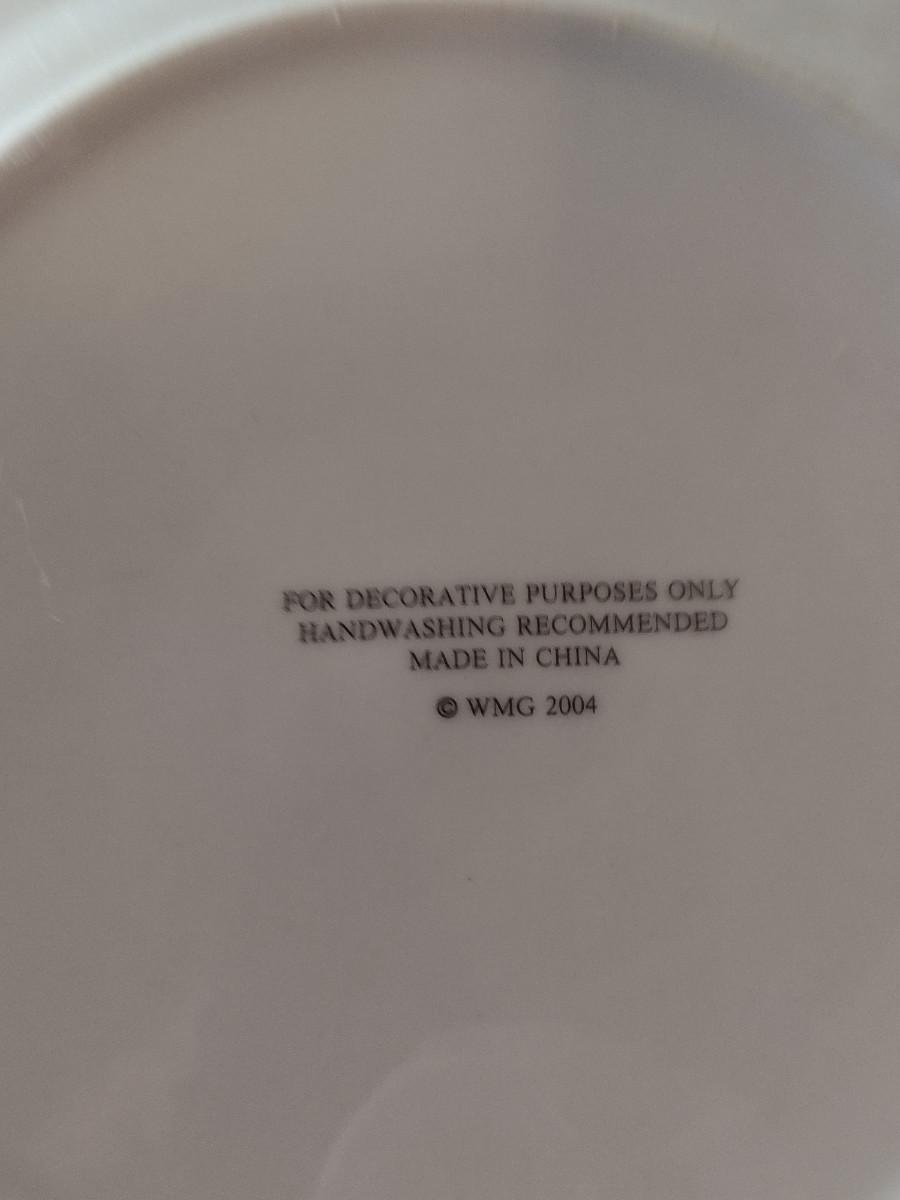 FOR DECORATIVE PURPOSES ONLY
HANDWASHING RECOMMENDED
MADE IN CHINA
© WMG 2004